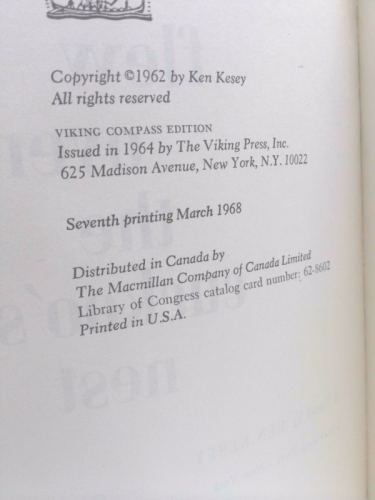 Copyright ©1962 by Ken Kesey
All rights reserved
VIKING COMPASS EDITION
Issued in 1964 by The Viking Press, Inc.
625 Madison Avenue, New York, N.Y. 10022
Seventh printing March 1968
Distributed in Canada by
The Macmillan Company of Canada Limited
Library of Congress catalog card number: 62-8602
Printed in U.S.A.